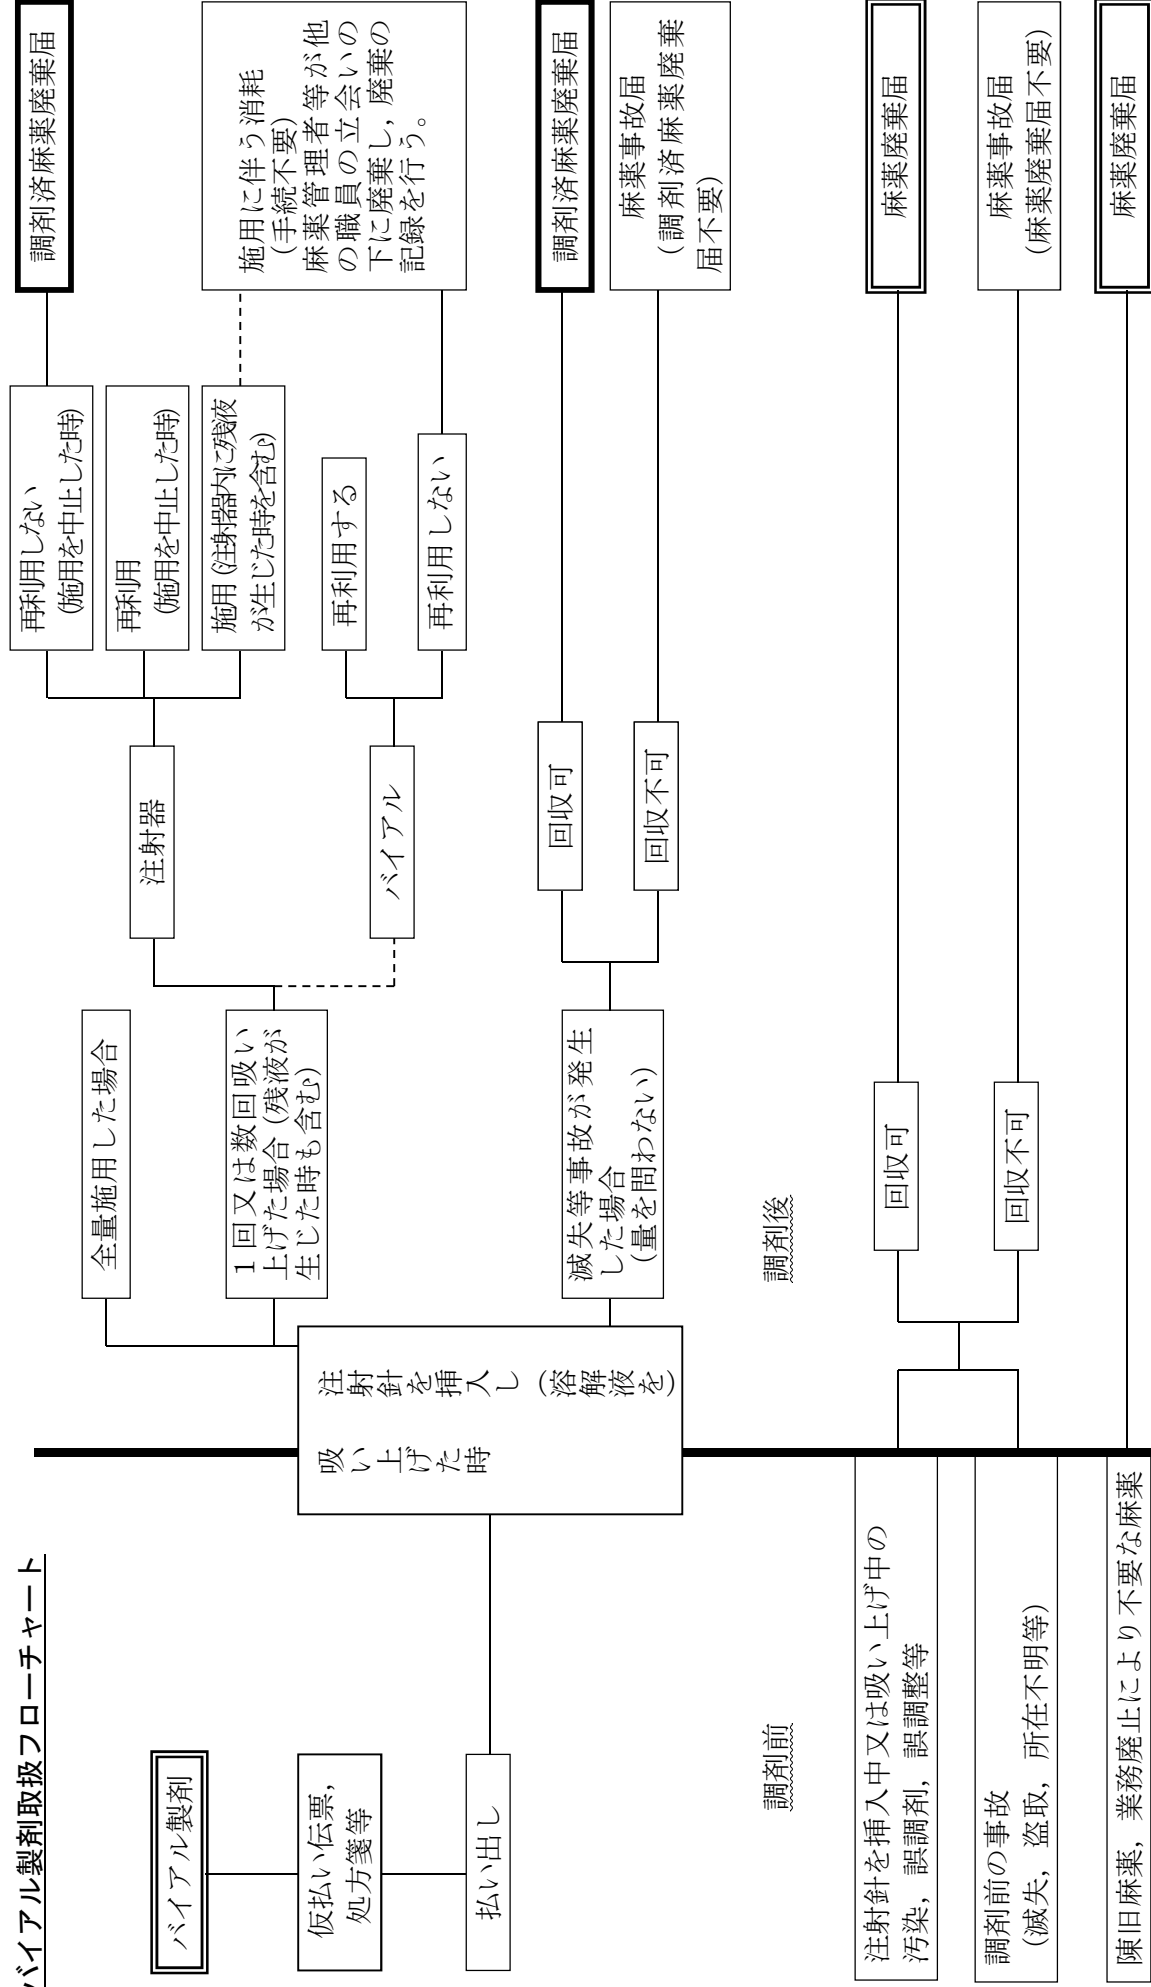 バイアル製剤取扱フローチャート
バイアル製剤
仮払い伝票,
処方箋等
払い出し
注射針を挿入し（溶解液を）
吸い上げた時
全量施用した場合
１回又は数回吸い
上げた場合（残液が
生じた時も含む）
注射器
バイアル
再利用しない
（施用を中止した時）
再利用
（施用を中止した時）
施用（注射器内に残液
が生じた時を含む）
再利用する
再利用しない
調剤済麻薬廃棄届
施用に伴う消耗
（手続不要）
麻薬管理者等が他
の職員の立会いの
下に廃棄し，廃棄の
記録を行う。
滅失等事故が発生
した場合
（量を問わない）
回収可
回収不可
調剤済麻薬廃棄届
麻薬事故届
（調剤済麻薬廃棄
届不要）
調剤前
調剤後
注射針を挿入中又は吸い上げ中の
汚染，誤調剤，誤調整等
調剤前の事故
（滅失，盗取，所在不明等）
回収可
回収不可
麻薬廃棄届
麻薬事故届
（麻薬廃棄届不要）
陳旧麻薬，業務廃止により不要な麻薬
麻薬廃棄届